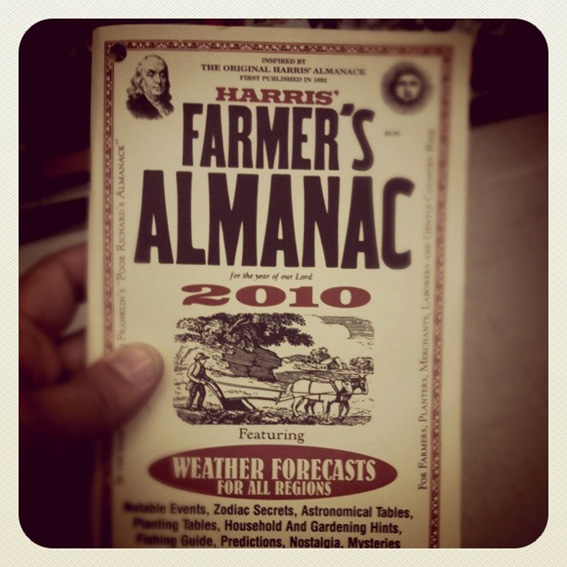 INSPIRED BY
THE ORIGINAL HARRIS' ALMANACK
FIRST PUBLISHED IN 1692
HARRIS'
FARMER'S
ALMANAC
for the year of our Lord
2010
Featuring
WEATHER FORECASTS
FOR ALL REGIONS
Notable Events, Zodiac Secrets, Astronomical Tables,
Planting Tables, Household And Gardening Hints,
Fishing Guide, Predictions, Nostalgia, Mysteries
Franklin's "Poor Richard's Almanack"
For Farmers, Planters, Merchants, Laborers and Gentle Country